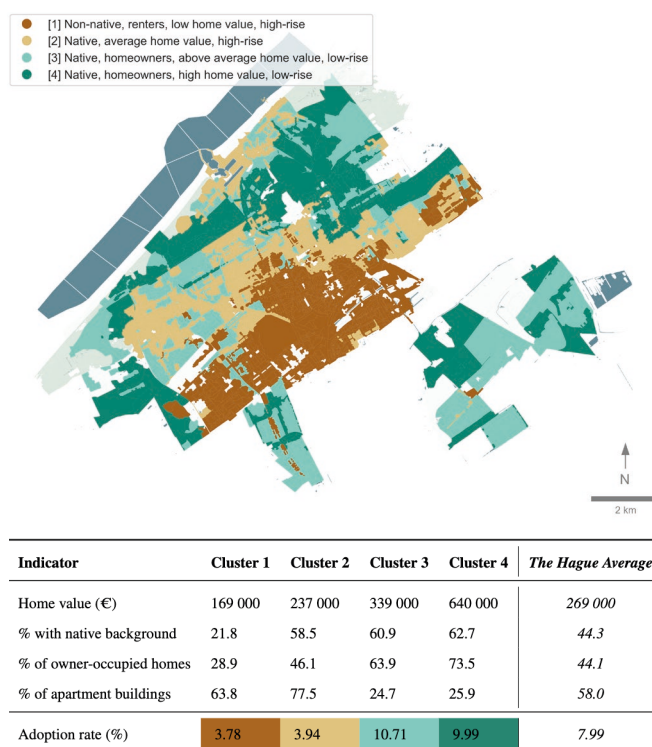 [1] Non-native, renters, low home value, high-rise
[2] Native, average home value, high-rise
[3] Native, homeowners, above average home value, low-rise
[4] Native, homeowners, high home value, low-rise
N
2 km
Indicator Cluster 1 Cluster 2 Cluster 3 Cluster 4 The Hague Average
Home value (€) 169 000 237 000 339 000 640 000 269 000
% with native background 21.8 58.5 60.9 62.7 44.3
% of owner-occupied homes 28.9 46.1 63.9 73.5 44.1
% of apartment buildings 63.8 77.5 24.7 25.9 58.0
Adoption rate (%) 3.78 3.94 10.71 9.99 7.99